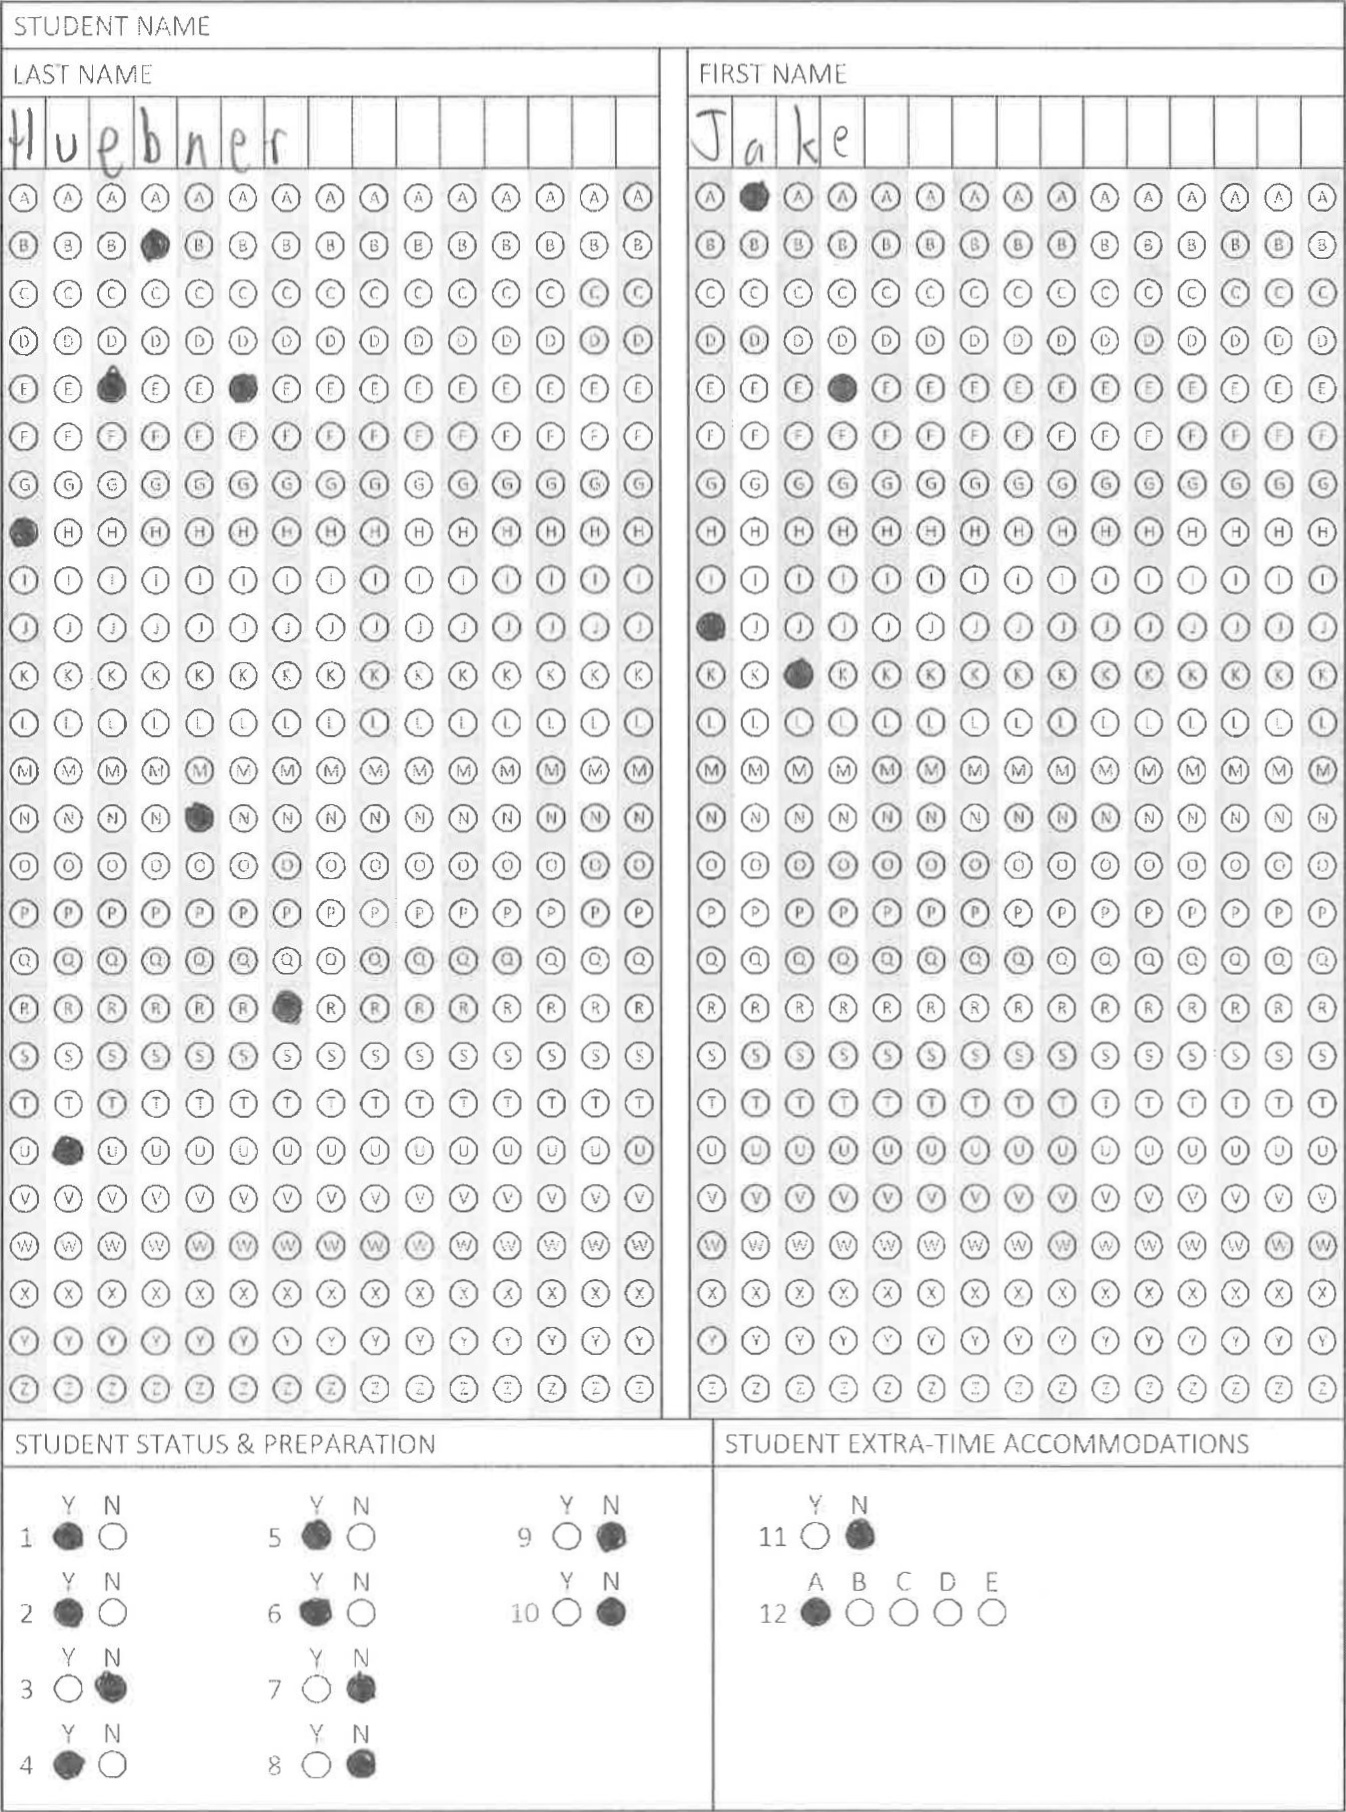 STUDENT NAME
LAST NAME
FIRST NAME
Huebner
Jake
A A A A A A A A A A A A A A A
A A A A A A A A A A A A A A
B B B B B B B B B B B B B B
B B B B B B B B B B B B B B B
C C C C C C C C C C C C C C C
C C C C C C C C C C C C C C C
D D D D D D D D D D D D D D D
D D D D D D D D D D D D D D D
E E E E E E E E E E E E E
E E E E E E E E E E E E E E
F F F F F F F F F F F F F F F
F F F F F F F F F F F F F F F
G G G G G G G G G G G G G G G
G G G G G G G G G G G G G G G
H H H H H H H H H H H H H H
H H H H H H H H H H H H H H H
I I I I I I I I I I I I I I I
I I I I I I I I I I I I I I I
J J J J J J J J J J J J J J J
J J J J J J J J J J J J J J
K K K K K K K K K K K K K K K
K K K K K K K K K K K K K K
L L L L L L L L L L L L L L L
L L L L L L L L L L L L L L L
M M M M M M M M M M M M M M M
M M M M M M M M M M M M M M M
N N N N N N N N N N N N N N
N N N N N N N N N N N N N N N
O O O O O O O O O O O O O O O
O O O O O O O O O O O O O O O
P P P P P P P P P P P P P P P
P P P P P P P P P P P P P P P
Q Q Q Q Q Q Q Q Q Q Q Q Q Q Q
Q Q Q Q Q Q Q Q Q Q Q Q Q Q Q
R R R R R R R R R R R R R R
R R R R R R R R R R R R R R R
S S S S S S S S S S S S S S S
S S S S S S S S S S S S S S S
T T T T T T T T T T T T T T T
T T T T T T T T T T T T T T T
U U U U U U U U U U U U U U
U U U U U U U U U U U U U U U
V V V V V V V V V V V V V V V
V V V V V V V V V V V V V V V
W W W W W W W W W W W W W W W
W W W W W W W W W W W W W W W
X X X X X X X X X X X X X X X
X X X X X X X X X X X X X X X
Y Y Y Y Y Y Y Y Y Y Y Y Y Y Y
Y Y Y Y Y Y Y Y Y Y Y Y Y Y Y
Z Z Z Z Z Z Z Z Z Z Z Z Z Z Z
Z Z Z Z Z Z Z Z Z Z Z Z Z Z Z
STUDENT STATUS & PREPARATION
Y N
1
Y N
2
Y N
3
Y N
4
Y N
5
Y N
6
Y N
7
Y N
8
Y N
9
Y N
10
STUDENT EXTRA-TIME ACCOMMODATIONS
Y N
11
A B C D E
12